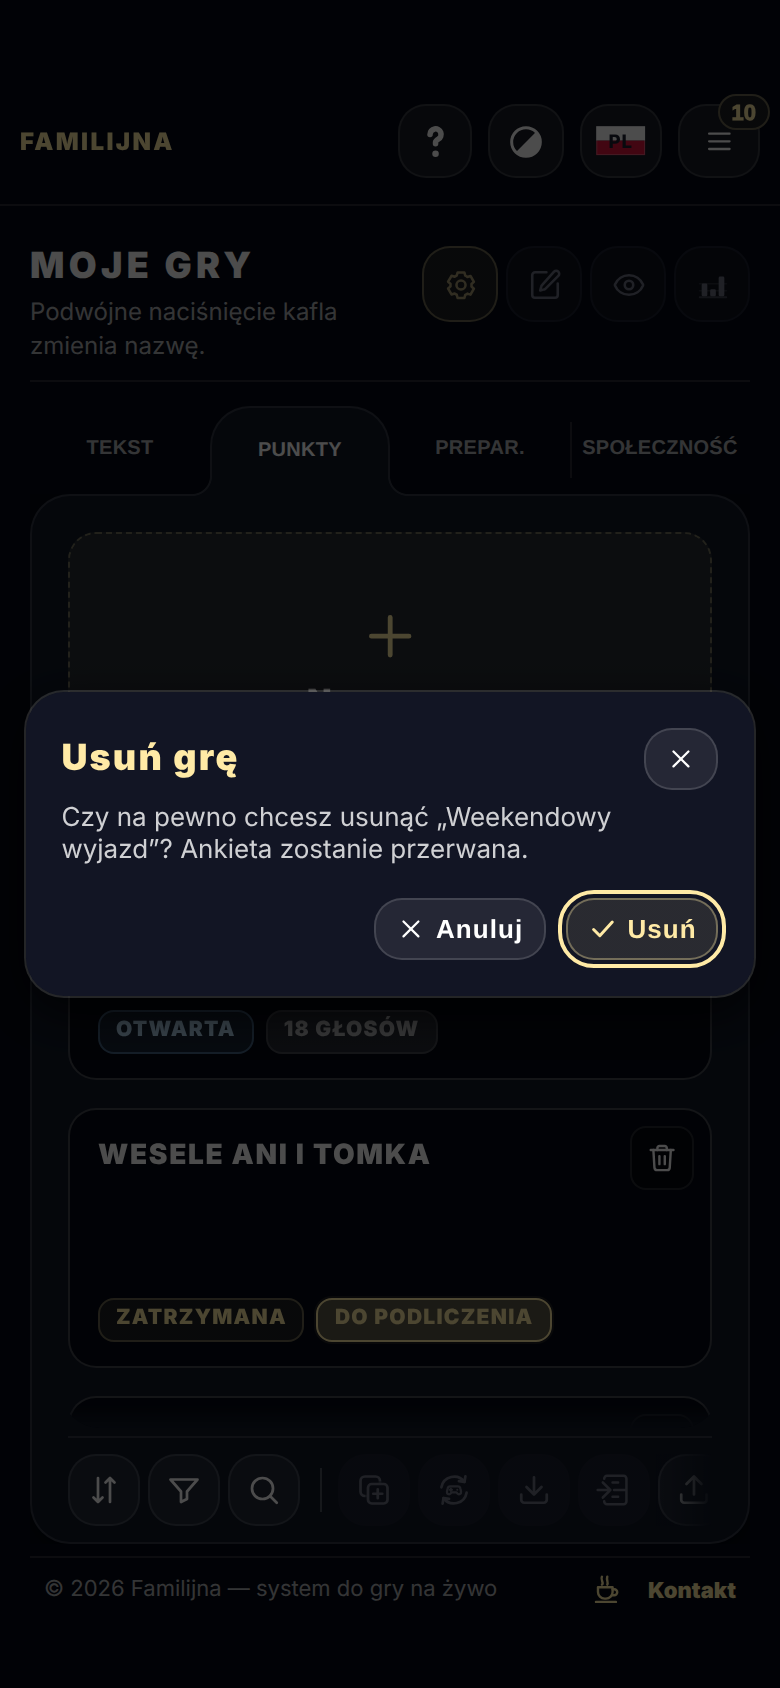 FAMILIJNA
PL
10
MOJE GRY
Podwójne naciśnięcie kafla
zmienia nazwę.
TEKST
PUNKTY
PREPAR.
SPOŁECZNOŚĆ
Usuń grę
Czy na pewno chcesz usunąć „Weekendowy
wyjazd”? Ankieta zostanie przerwana.
Anuluj
Usuń
OTWARTA
18 GŁOSÓW
WESELE ANI I TOMKA
ZATRZYMANA
DO PODLICZENIA
© 2026 Familijna — system do gry na żywo
Kontakt